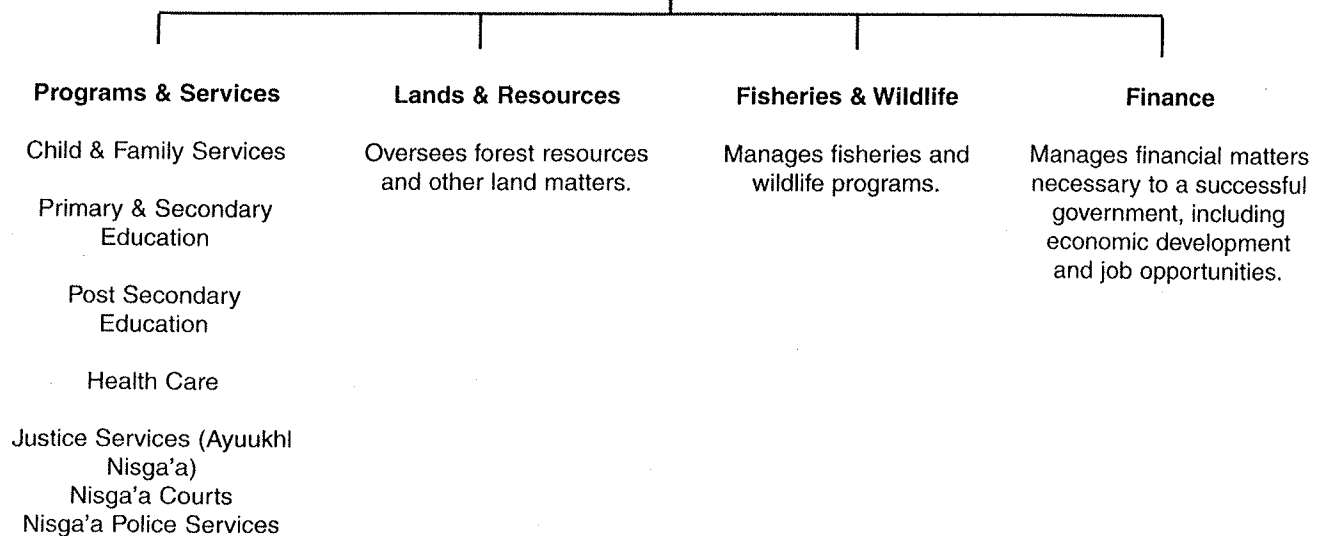 Programs & Services
Child & Family Services
Primary & Secondary
Education
Post Secondary
Education
Health Care
Justice Services (Ayuukhl
Nisga'a)
Nisga'a Courts
Nisga'a Police Services
Lands & Resources
Oversees forest resources
and other land matters.
Fisheries & Wildlife
Manages fisheries and
wildlife programs.
Finance
Manages financial matters
necessary to a successful
government, including
economic development
and job opportunities.